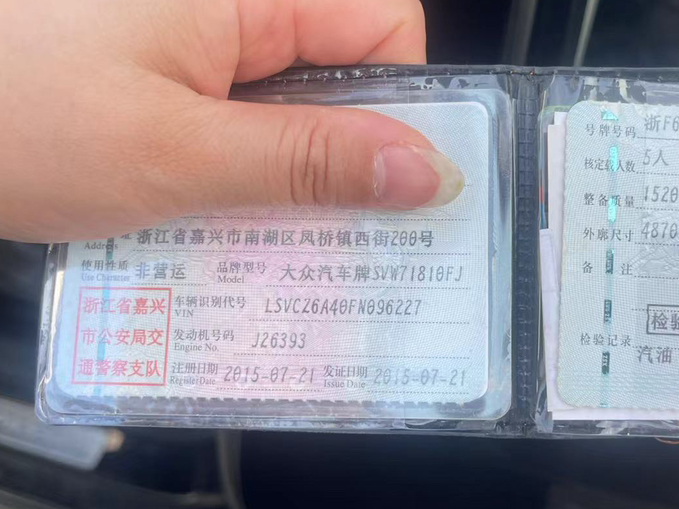 址 浙江省嘉兴市南湖区凤桥镇西街200号
Address
使用性质 非营运 品牌型号 大众汽车牌SVW71810FJ
Use Character Model
浙江省嘉兴
市公安局交
通警察支队
车辆识别代号 LSVC26A40FN096227
VIN
发动机号码 J26393
Engine No.
注册日期 2015-07-21 发证日期 2015-07-21
Register Date Issue Date
号牌号码 浙F6
核定载人数 5人
整备质量 1520
外廓尺寸 4870
备 注
检验记录
检验
汽油